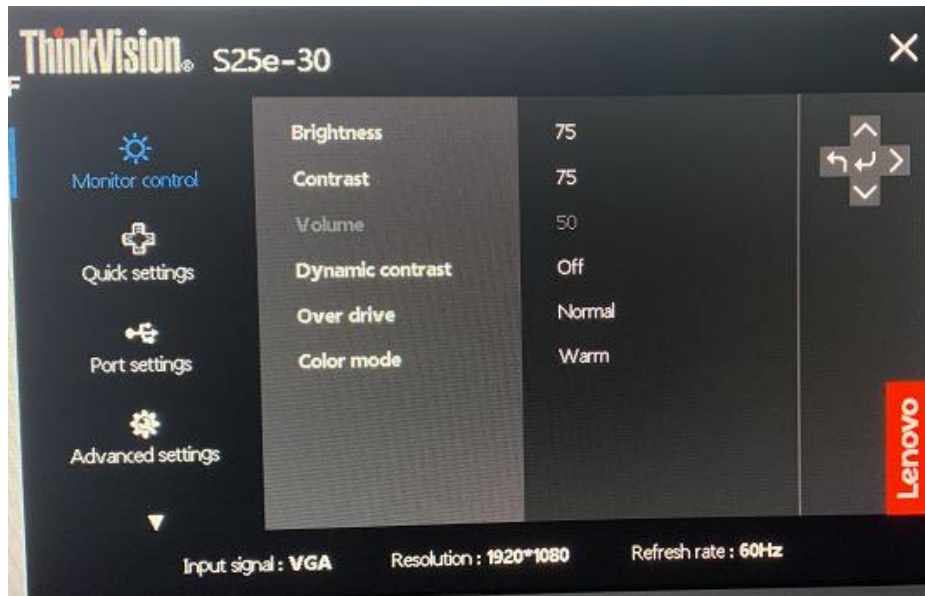 ThinkVision® S25e-30
Monitor control
Quick settings
Port settings
Advanced settings
Brightness 75
Contrast 75
Volume 50
Dynamic contrast Off
Over drive Normal
Color mode Warm
Lenovo
Input signal : VGA Resolution : 1920*1080 Refresh rate : 60Hz